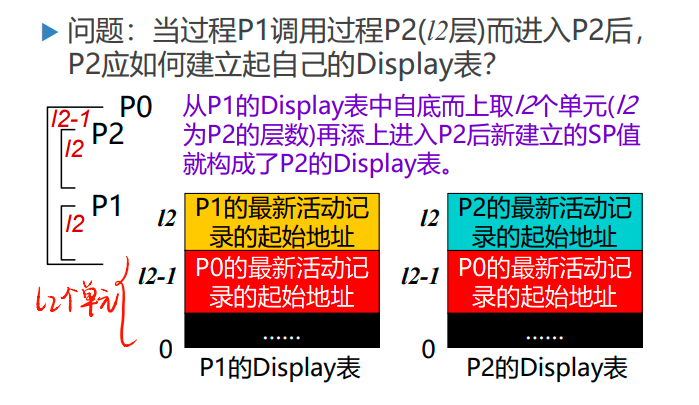 问题：当过程P1调用过程P2(l2层)而进入P2后，
P2应如何建立起自己的Display表？
从P1的Display表中自底而上取l2个单元(l2
为P2的层数)再添上进入P2后新建立的SP值
就构成了P2的Display表。
P0
l2-1
P2
l2
P1
l2
l2个单元
l2
P1的最新活动记
录的起始地址
l2-1
P0的最新活动记
录的起始地址
......
0
P1的Display表
l2
P2的最新活动记
录的起始地址
l2-1
P0的最新活动记
录的起始地址
......
0
P2的Display表